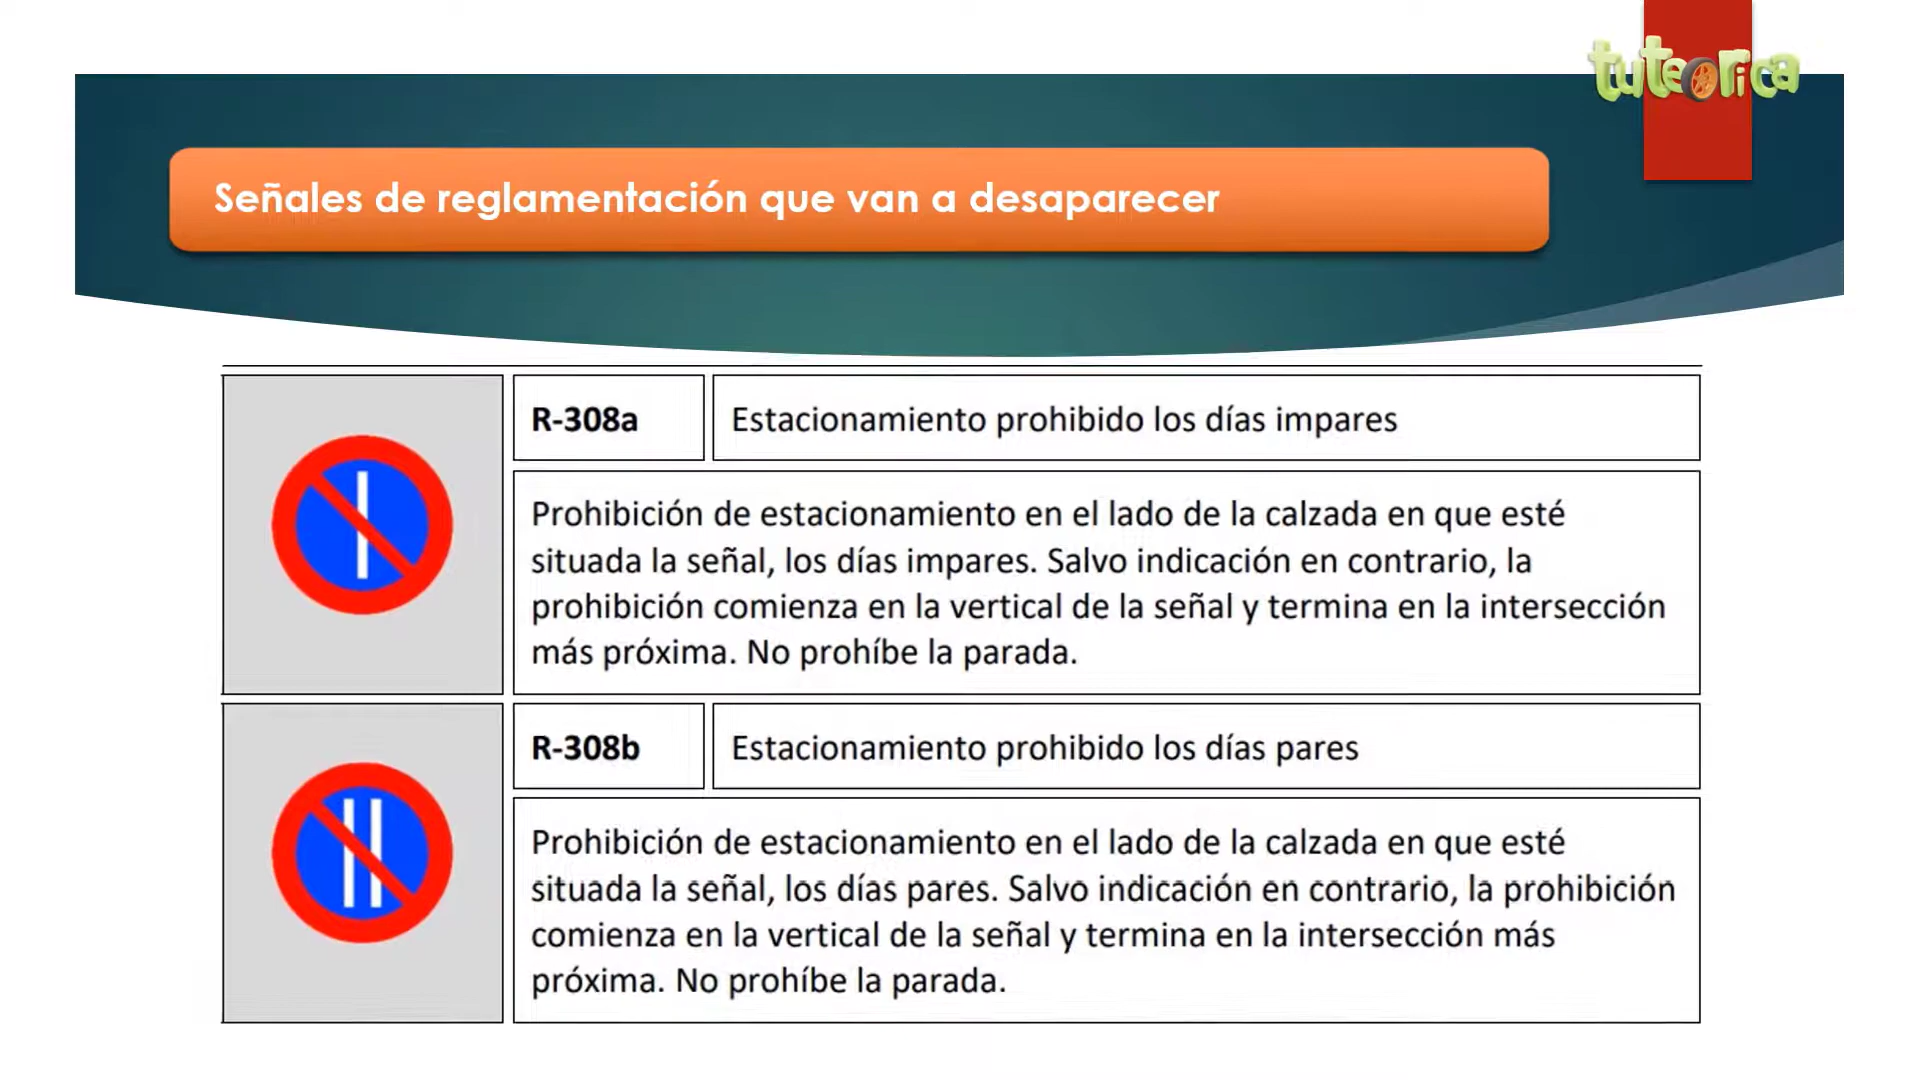 tuteorica
Señales de reglamentación que van a desaparecer
R-308a
Estacionamiento prohibido los días impares
Prohibición de estacionamiento en el lado de la calzada en que esté
situada la señal, los días impares. Salvo indicación en contrario, la
prohibición comienza en la vertical de la señal y termina en la intersección
más próxima. No prohíbe la parada.
R-308b
Estacionamiento prohibido los días pares
Prohibición de estacionamiento en el lado de la calzada en que esté
situada la señal, los días pares. Salvo indicación en contrario, la prohibición
comienza en la vertical de la señal y termina en la intersección más
próxima. No prohíbe la parada.